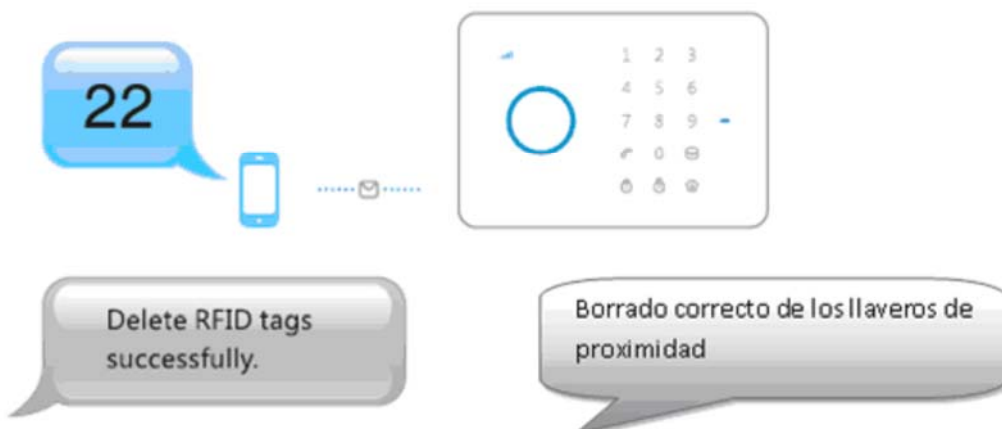 22
1 2 3
4 5 6
7 8 9
0
Delete RFID tags
successfully.
Borrado correcto de los llaveros de
proximidad